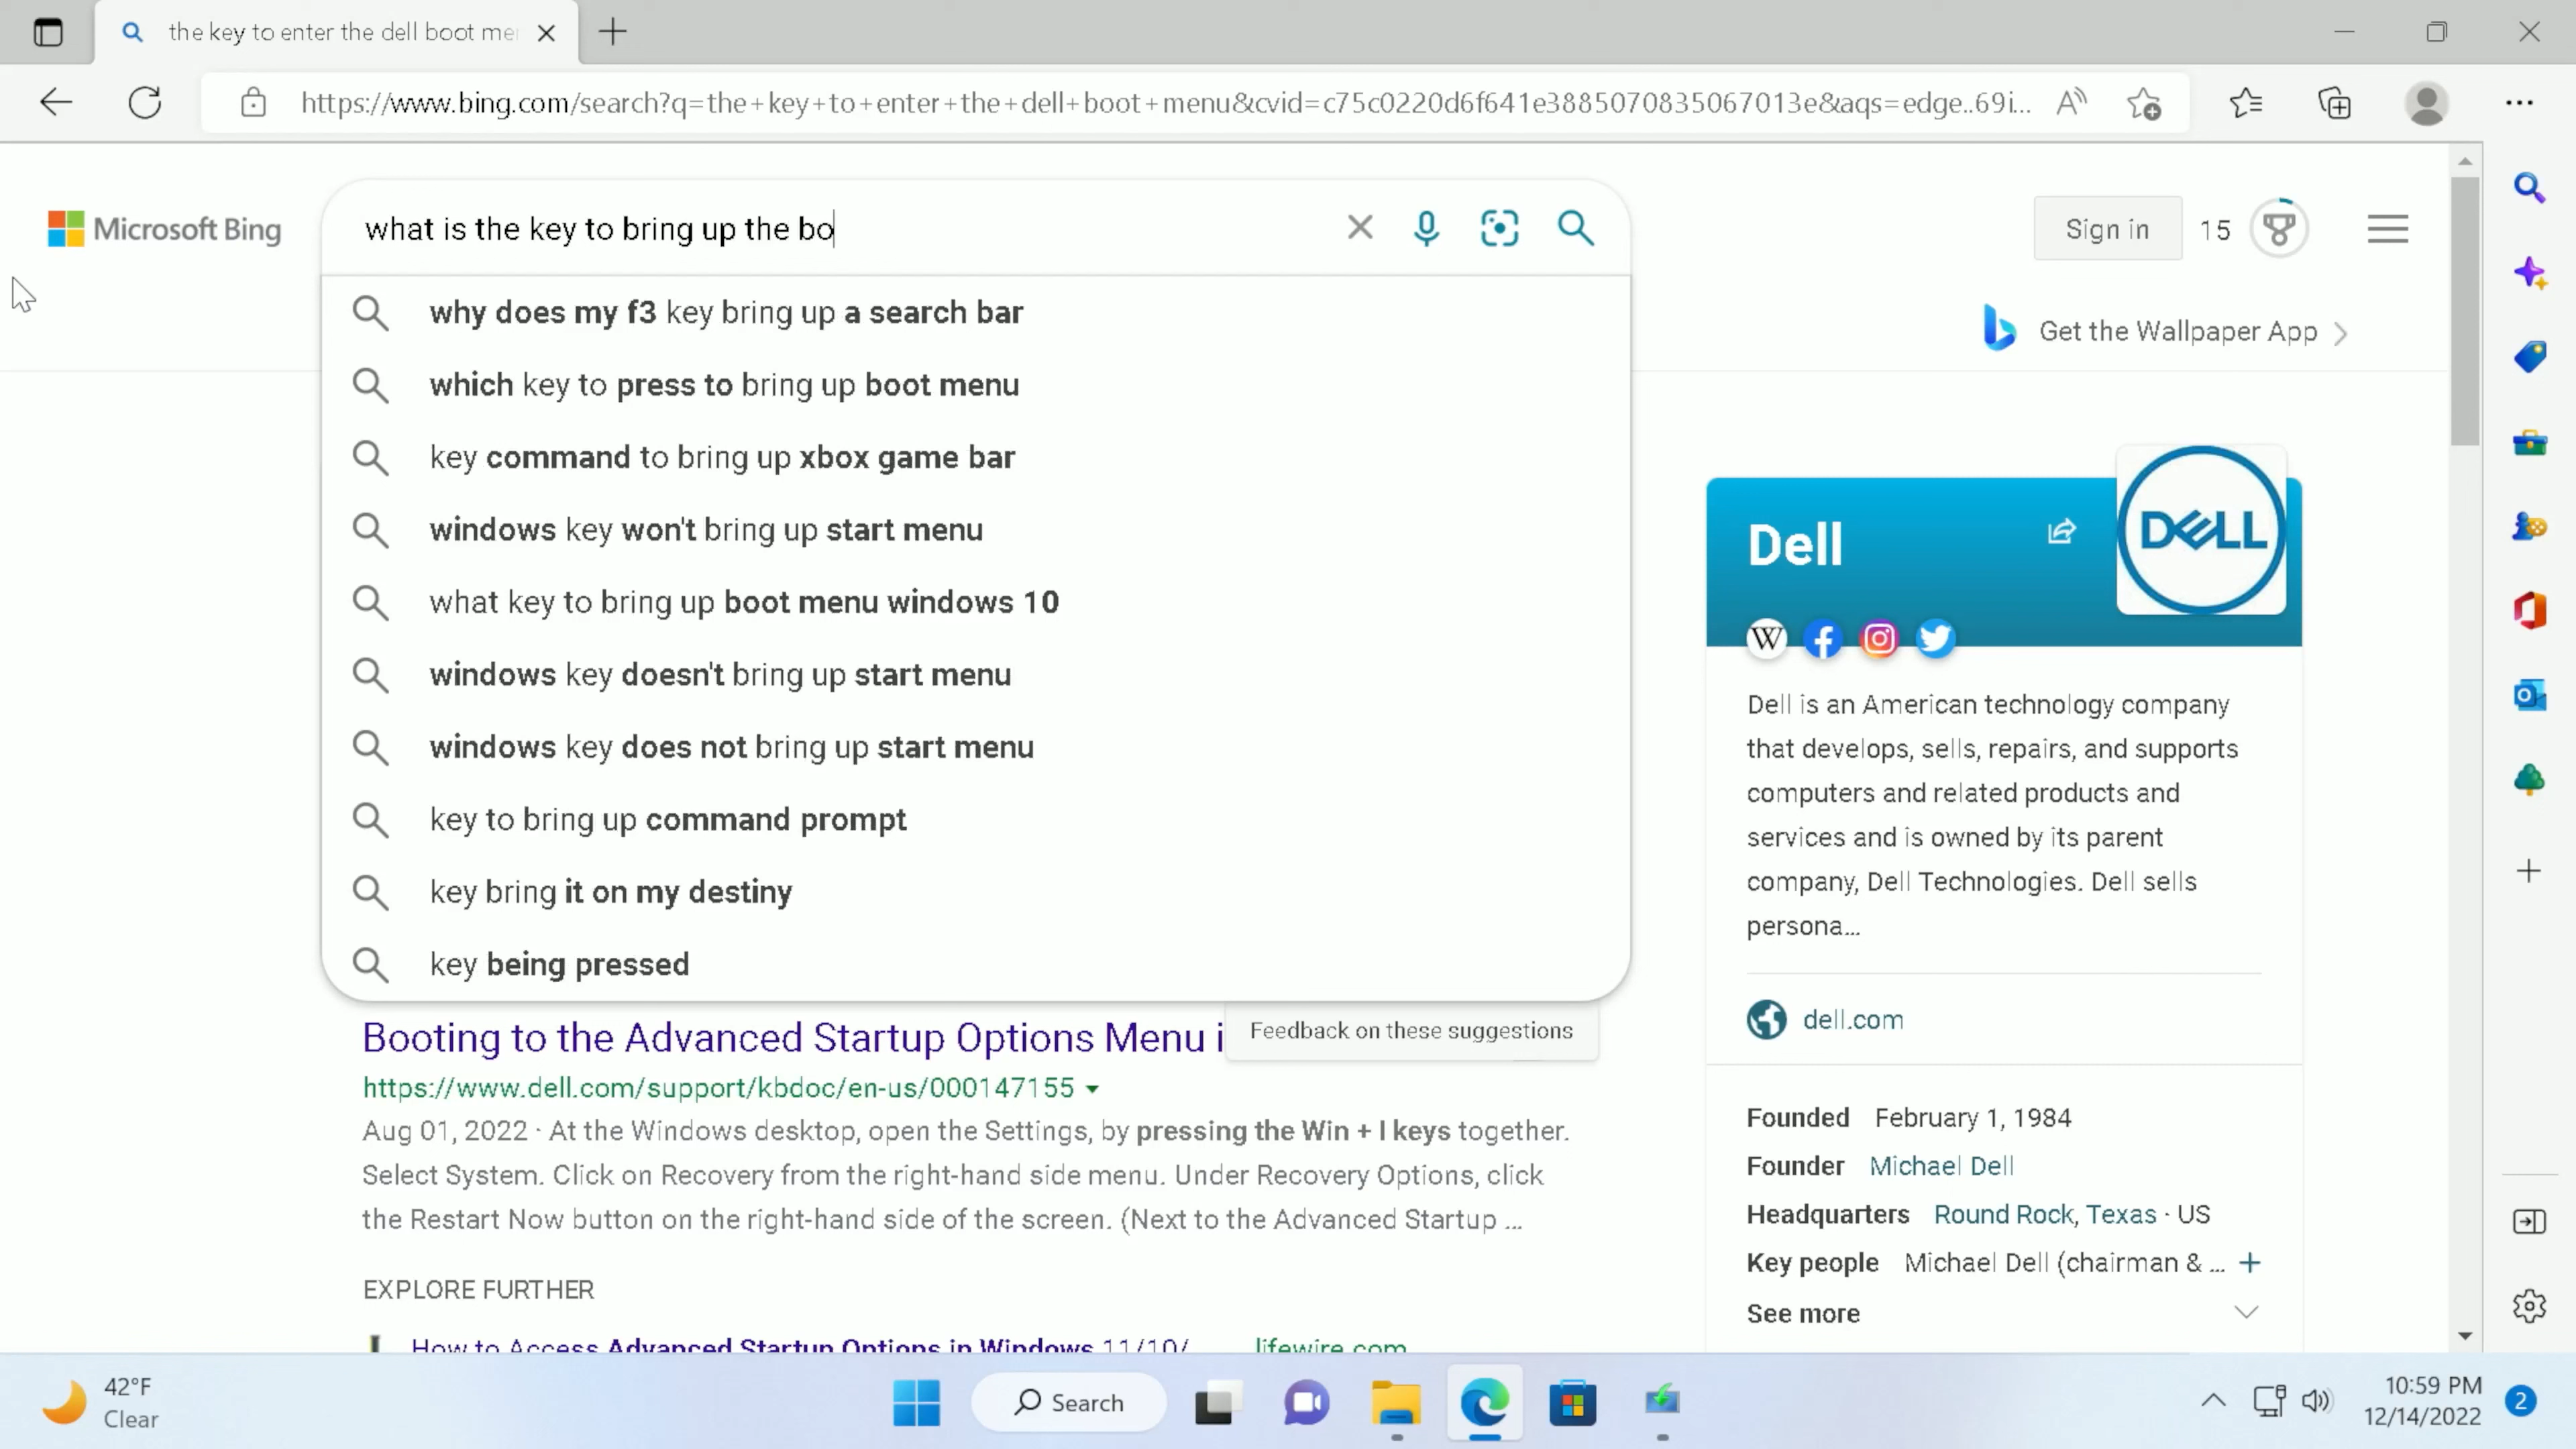 the key to enter the dell boot me
https://www.bing.com/search?q=the+key+to+enter+the+dell+boot+menu&cvid=c75c0220d6f641e3885070835067013e&aqs=edge..69i...
Microsoft Bing
what is the key to bring up the bo
Sign in
15
why does my f3 key bring up a search bar
Get the Wallpaper App
which key to press to bring up boot menu
key command to bring up xbox game bar
windows key won't bring up start menu
what key to bring up boot menu windows 10
windows key doesn't bring up start menu
windows key does not bring up start menu
key to bring up command prompt
key bring it on my destiny
key being pressed
Feedback on these suggestions
Booting to the Advanced Startup Options Menu i
https://www.dell.com/support/kbdoc/en-us/000147155
Aug 01, 2022 · At the Windows desktop, open the Settings, by pressing the Win + I keys together.
Select System. Click on Recovery from the right-hand side menu. Under Recovery Options, click
the Restart Now button on the right-hand side of the screen. (Next to the Advanced Startup ...
EXPLORE FURTHER
How to Access Advanced Startup Options in Windows 11/10/
lifewire.com
Dell
DELL
W
Dell is an American technology company
that develops, sells, repairs, and supports
computers and related products and
services and is owned by its parent
company, Dell Technologies. Dell sells
persona...
dell.com
Founded February 1, 1984
Founder Michael Dell
Headquarters Round Rock, Texas · US
Key people Michael Dell (chairman & ...
See more
42°F
Clear
Search
10:59 PM
12/14/2022
2